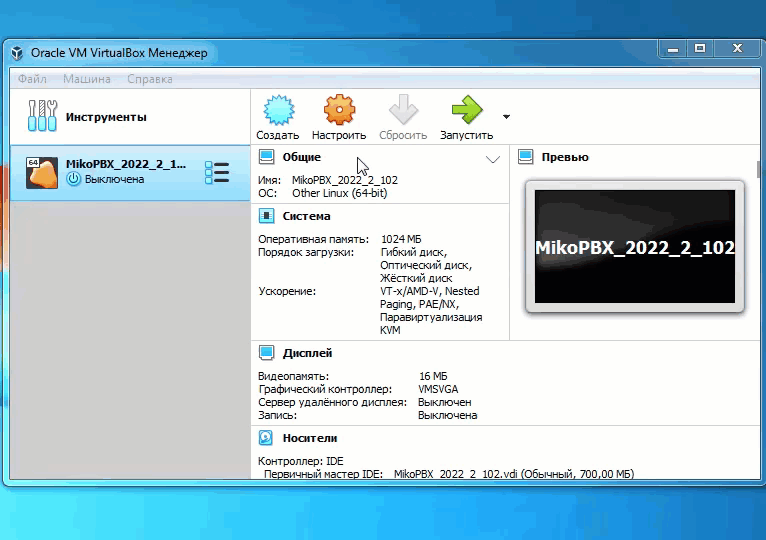 Oracle VM VirtualBox Менеджер
Файл Машина Справка
Инструменты
Создать Настроить Сбросить Запустить
64
MikoPBX_2022_2_1...
Выключена
Общие
Имя: MikoPBX_2022_2_102
ОС: Other Linux (64-bit)
Превью
MikoPBX_2022_2_102
Система
Оперативная память: 1024 МБ
Порядок загрузки: Гибкий диск,
Оптический диск,
Жёсткий диск
Ускорение: VT-x/AMD-V, Nested
Paging, PAE/NX,
Паравиртуализация
KVM
Дисплей
Видеопамять: 16 МБ
Графический контроллер: VMSVGA
Сервер удалённого дисплея: Выключен
Запись: Выключена
Носители
Контроллер: IDE
Первичный мастер IDE: MikoPBX_2022_2_102.vdi (Обычный, 700,00 МБ)